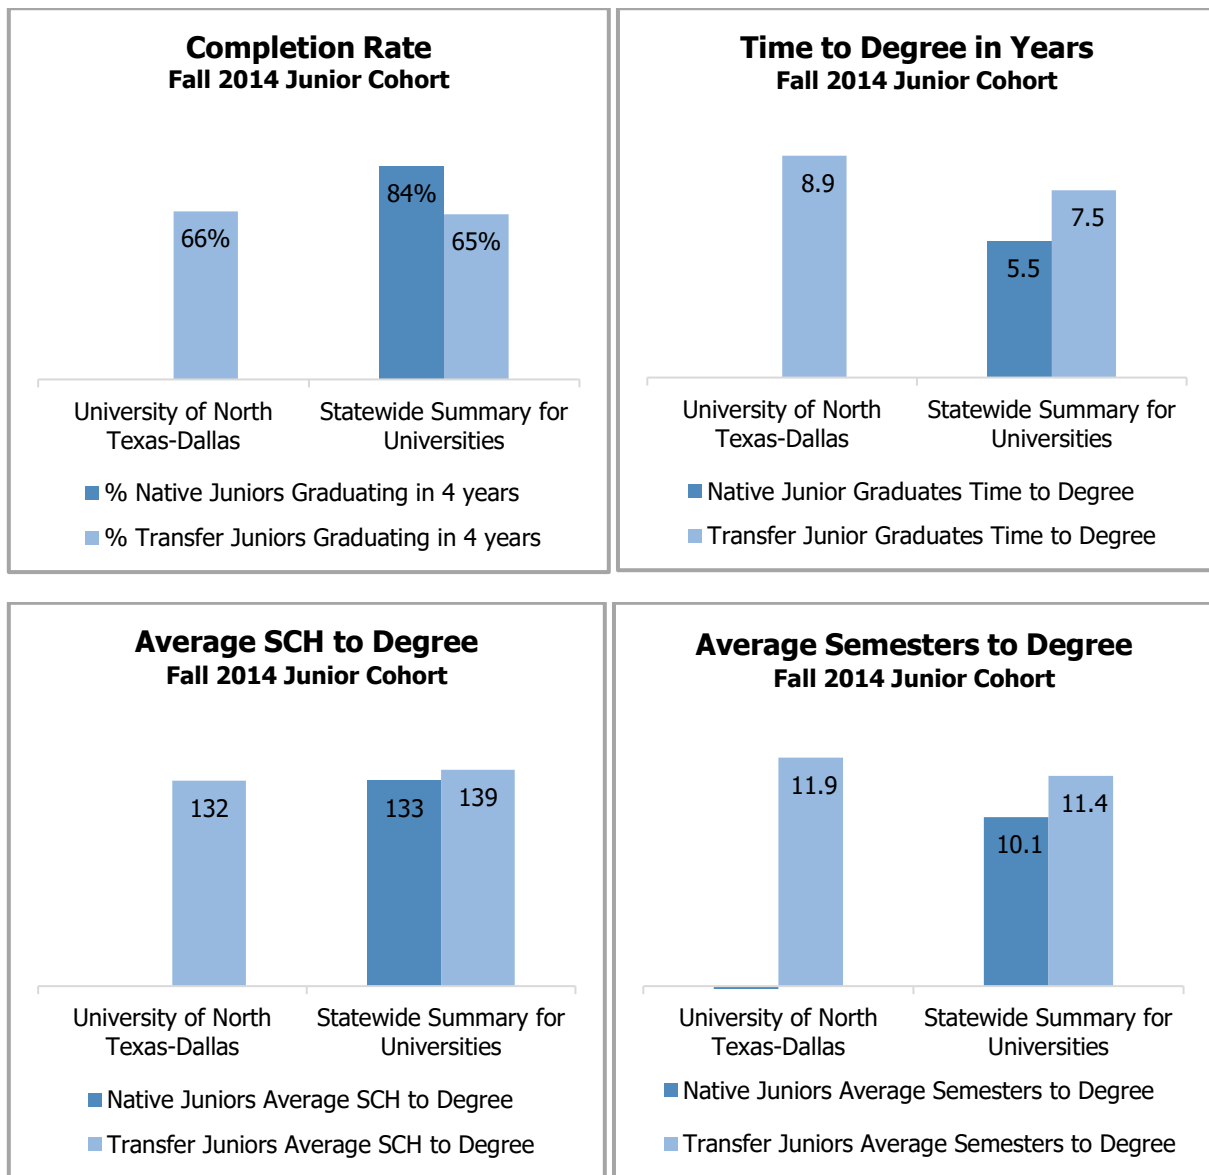 Completion Rate
Fall 2014 Junior Cohort
66%
84%
65%
University of North
Texas-Dallas
Statewide Summary for
Universities
% Native Juniors Graduating in 4 years
% Transfer Juniors Graduating in 4 years
Time to Degree in Years
Fall 2014 Junior Cohort
8.9
5.5
7.5
University of North
Texas-Dallas
Statewide Summary for
Universities
Native Junior Graduates Time to Degree
Transfer Junior Graduates Time to Degree
Average SCH to Degree
Fall 2014 Junior Cohort
132
133
139
University of North
Texas-Dallas
Statewide Summary for
Universities
Native Juniors Average SCH to Degree
Transfer Juniors Average SCH to Degree
Average Semesters to Degree
Fall 2014 Junior Cohort
11.9
10.1
11.4
University of North
Texas-Dallas
Statewide Summary for
Universities
Native Juniors Average Semesters to Degree
Transfer Juniors Average Semesters to Degree